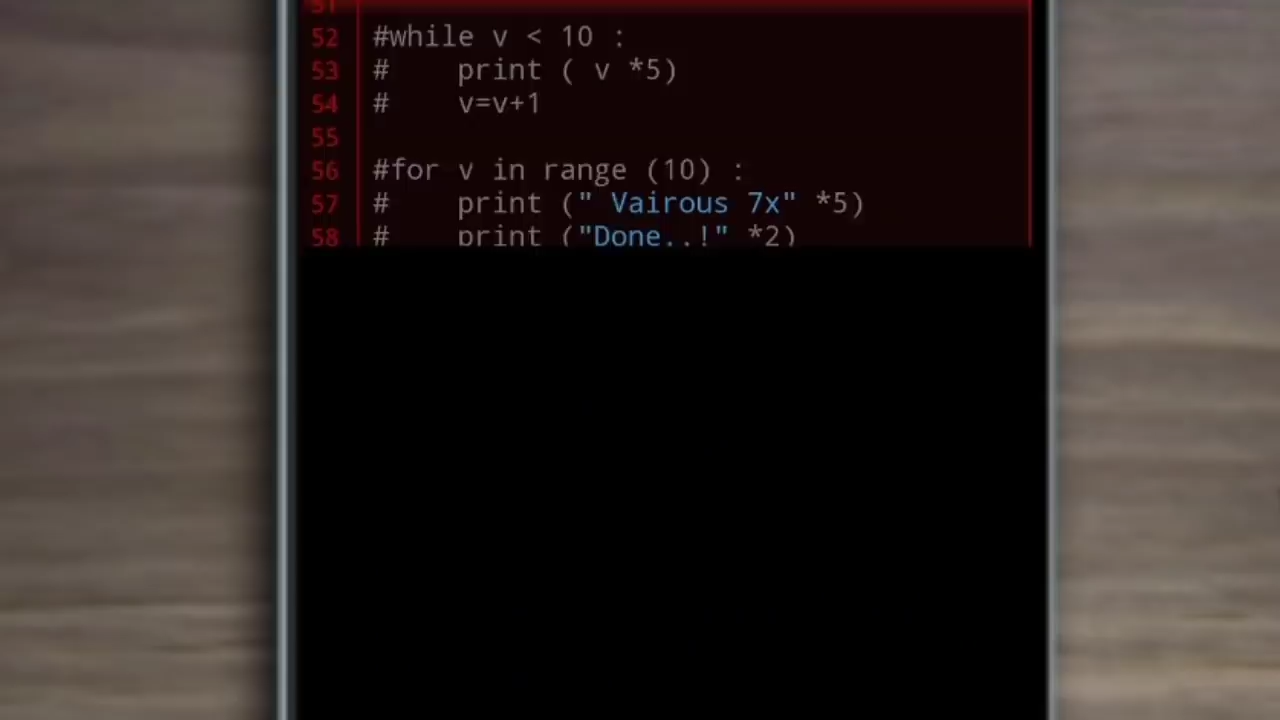 51
52 #while v < 10 :
53 #    print ( v *5)
54 #    v=v+1
55
56 #for v in range (10) :
57 #    print (" Vairous 7x" *5)
58 #    print ("Done..!" *2)